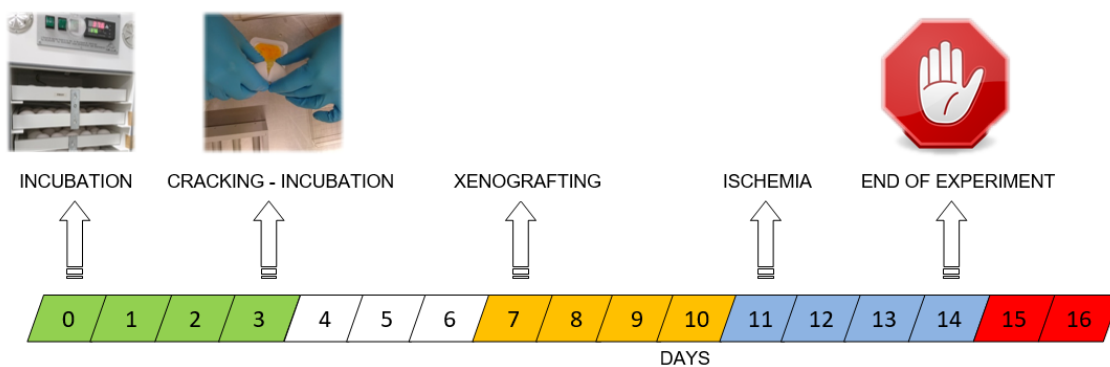 INCUBATION
CRACKING - INCUBATION
XENOGRAFTING
ISCHEMIA
END OF EXPERIMENT
0 1 2 3 4 5 6 7 8 9 10 11 12 13 14 15 16
DAYS